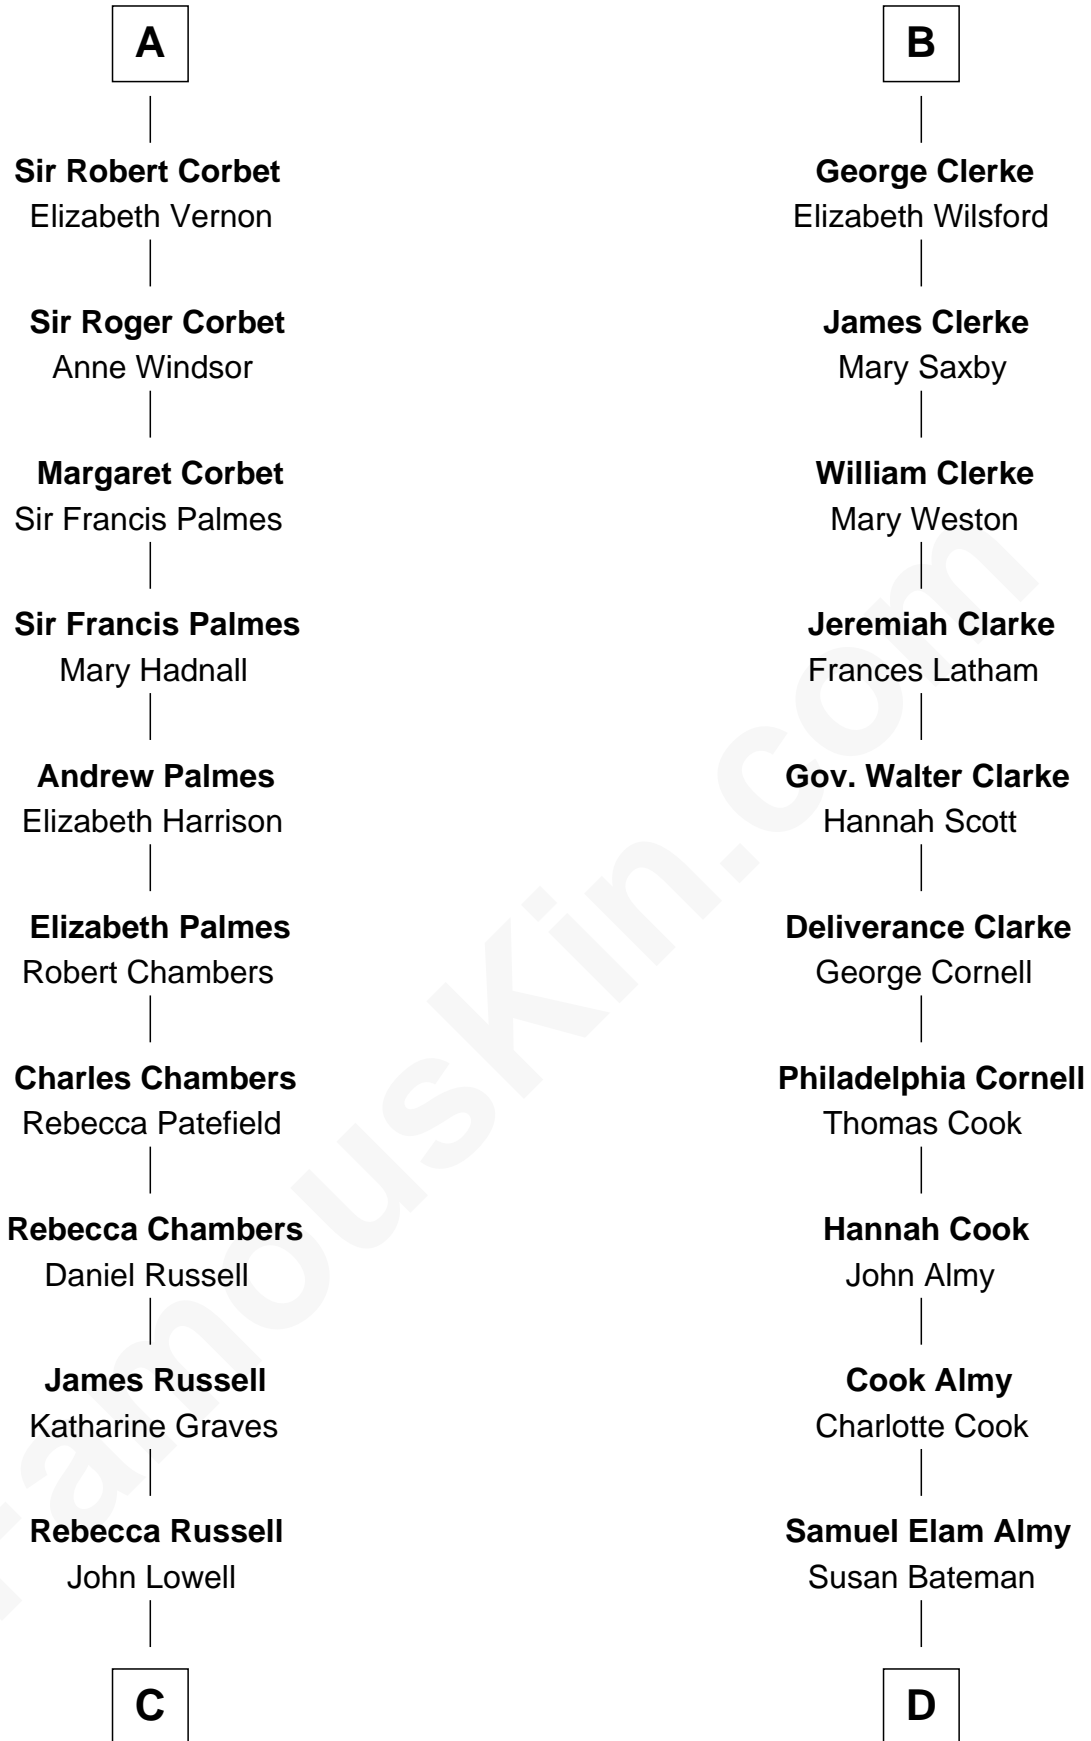 A
Sir Robert Corbet
Elizabeth Vernon
Sir Roger Corbet
Anne Windsor
Margaret Corbet
Sir Francis Palmes
Sir Francis Palmes
Mary Hadnall
Andrew Palmes
Elizabeth Harrison
Elizabeth Palmes
Robert Chambers
Charles Chambers
Rebecca Patefield
Rebecca Chambers
Daniel Russell
James Russell
Katharine Graves
Rebecca Russell
John Lowell
C
B
George Clerke
Elizabeth Wilsford
James Clerke
Mary Saxby
William Clerke
Mary Weston
Jeremiah Clarke
Frances Latham
Gov. Walter Clarke
Hannah Scott
Deliverance Clarke
George Cornell
Philadelphia Cornell
Thomas Cook
Hannah Cook
John Almy
Cook Almy
Charlotte Cook
Samuel Elam Almy
Susan Bateman
D
FamousKin.com